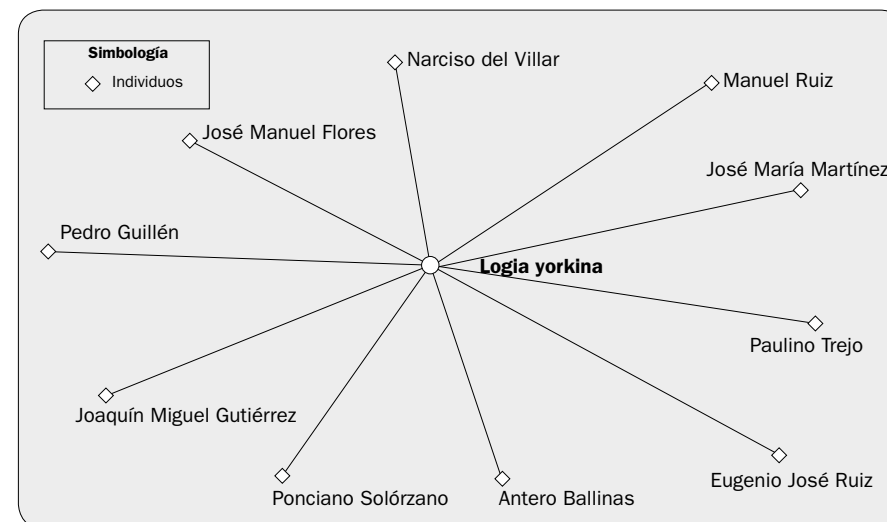 Simbología
Individuos
Narciso del Villar
Manuel Ruiz
José Manuel Flores
José María Martínez
Pedro Guillén
Logia yorkina
Paulino Trejo
Joaquín Miguel Gutiérrez
Eugenio José Ruiz
Ponciano Solórzano
Antero Ballinas